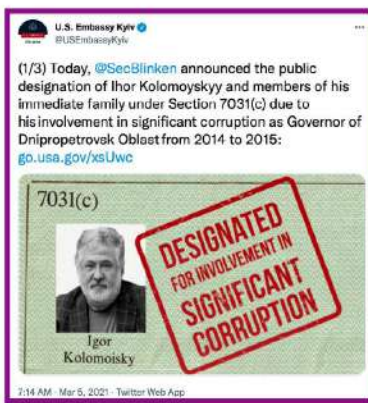 U.S. Embassy Kyiv
@USEmbassyKyiv
(1/3) Today, @SecBlinken announced the public
designation of Ihor Kolomoyskyy and members of his
immediate family under Section 7031(c) due to
his involvement in significant corruption as Governor of
Dnipropetrovsk Oblast from 2014 to 2015:
go.usa.gov/xsUwc
7031(c)
DESIGNATED
FOR INVOLVEMENT IN
SIGNIFICANT
CORRUPTION
Igor
Kolomoisky
7:14 AM · Mar 5, 2021 · Twitter Web App